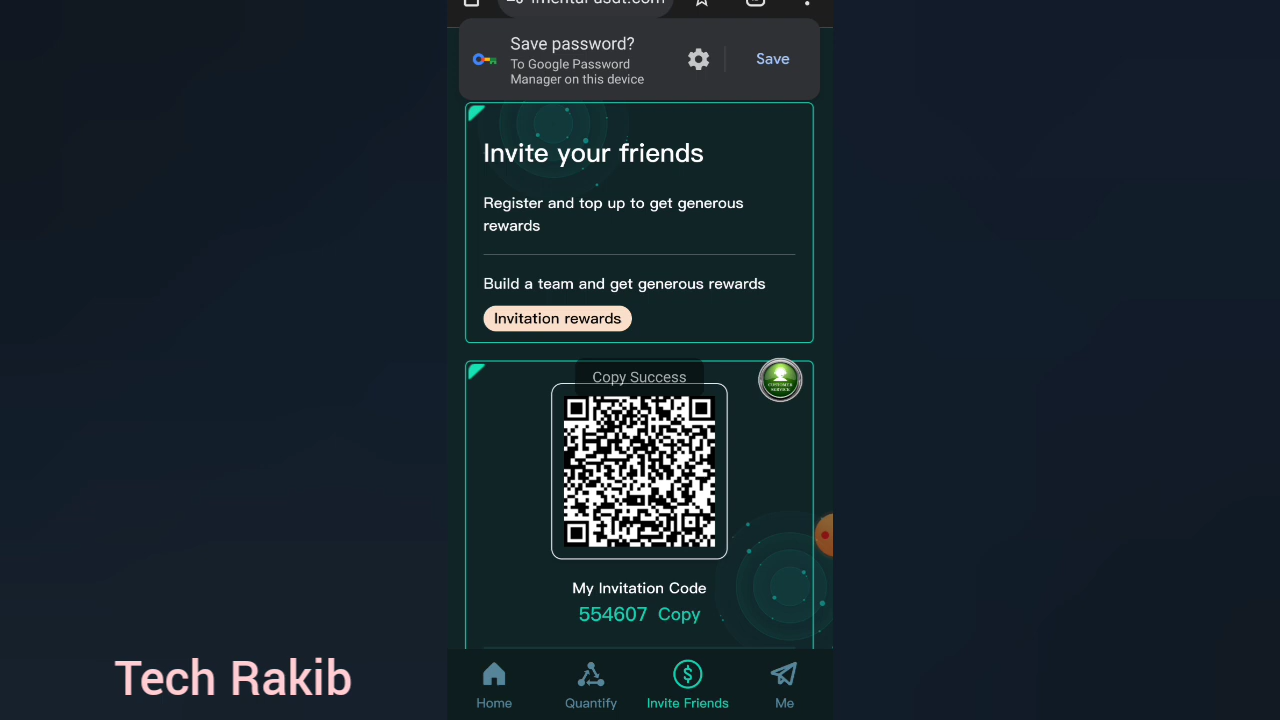 Save password?
To Google Password
Manager on this device
Save
Invite your friends
Register and top up to get generous
rewards
Build a team and get generous rewards
Invitation rewards
Copy Success
CUSTOMER
SERVICE
My Invitation Code
554607 Copy
Tech Rakib
Home
Quantify
Invite Friends
Me